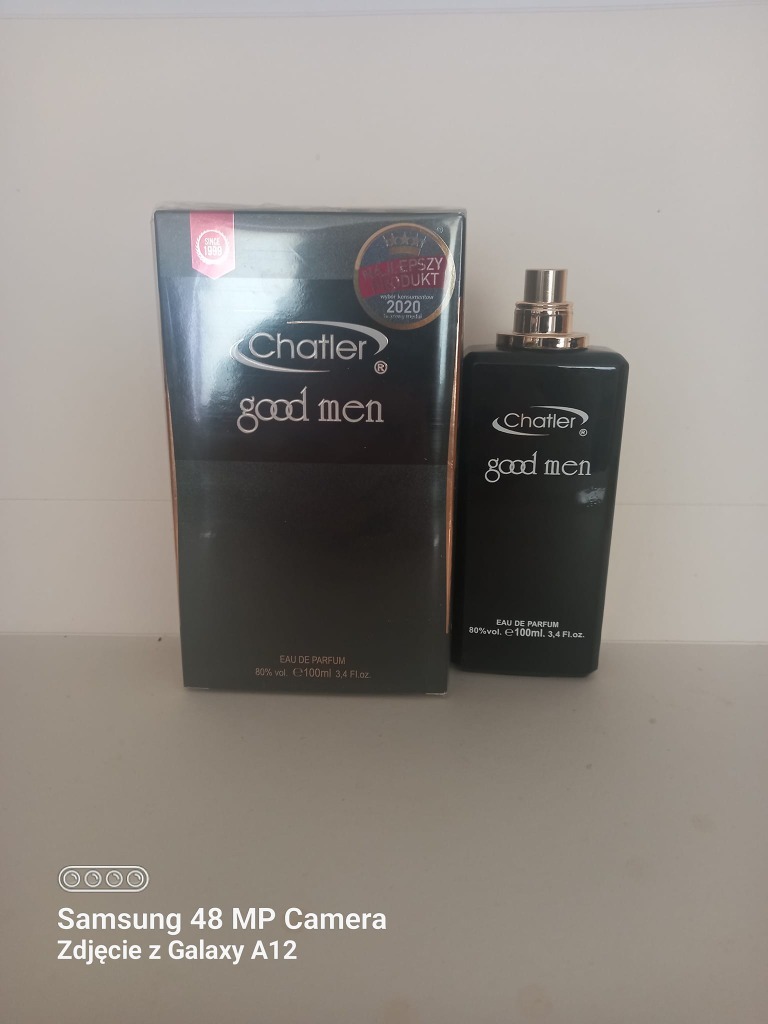 SINCE
1990
NAJLEPSZY
PRODUKT
wybór konsumentów
2020
Chatler®
good men
EAU DE PARFUM
80% vol. ℮100ml 3,4 Fl.oz.
Chatler®
good men
EAU DE PARFUM
80%vol. ℮100ml. 3,4 Fl.oz.
Samsung 48 MP Camera
Zdjęcie z Galaxy A12